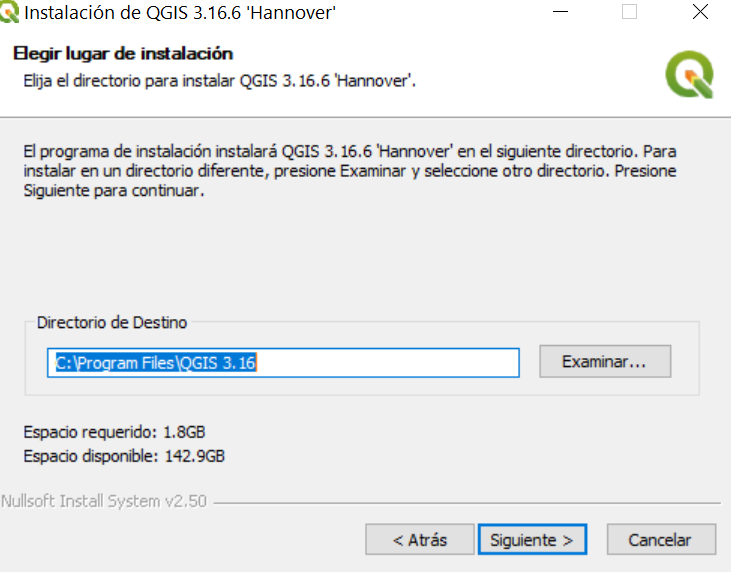 Instalación de QGIS 3.16.6 'Hannover'
Elegir lugar de instalación
Elija el directorio para instalar QGIS 3.16.6 'Hannover'.
El programa de instalación instalará QGIS 3.16.6 'Hannover' en el siguiente directorio. Para
instalar en un directorio diferente, presione Examinar y seleccione otro directorio. Presione
Siguiente para continuar.
Directorio de Destino
C:\Program Files\QGIS 3.16
Examinar...
Espacio requerido: 1.8GB
Espacio disponible: 142.9GB
Nullsoft Install System v2.50
< Atrás
Siguiente >
Cancelar